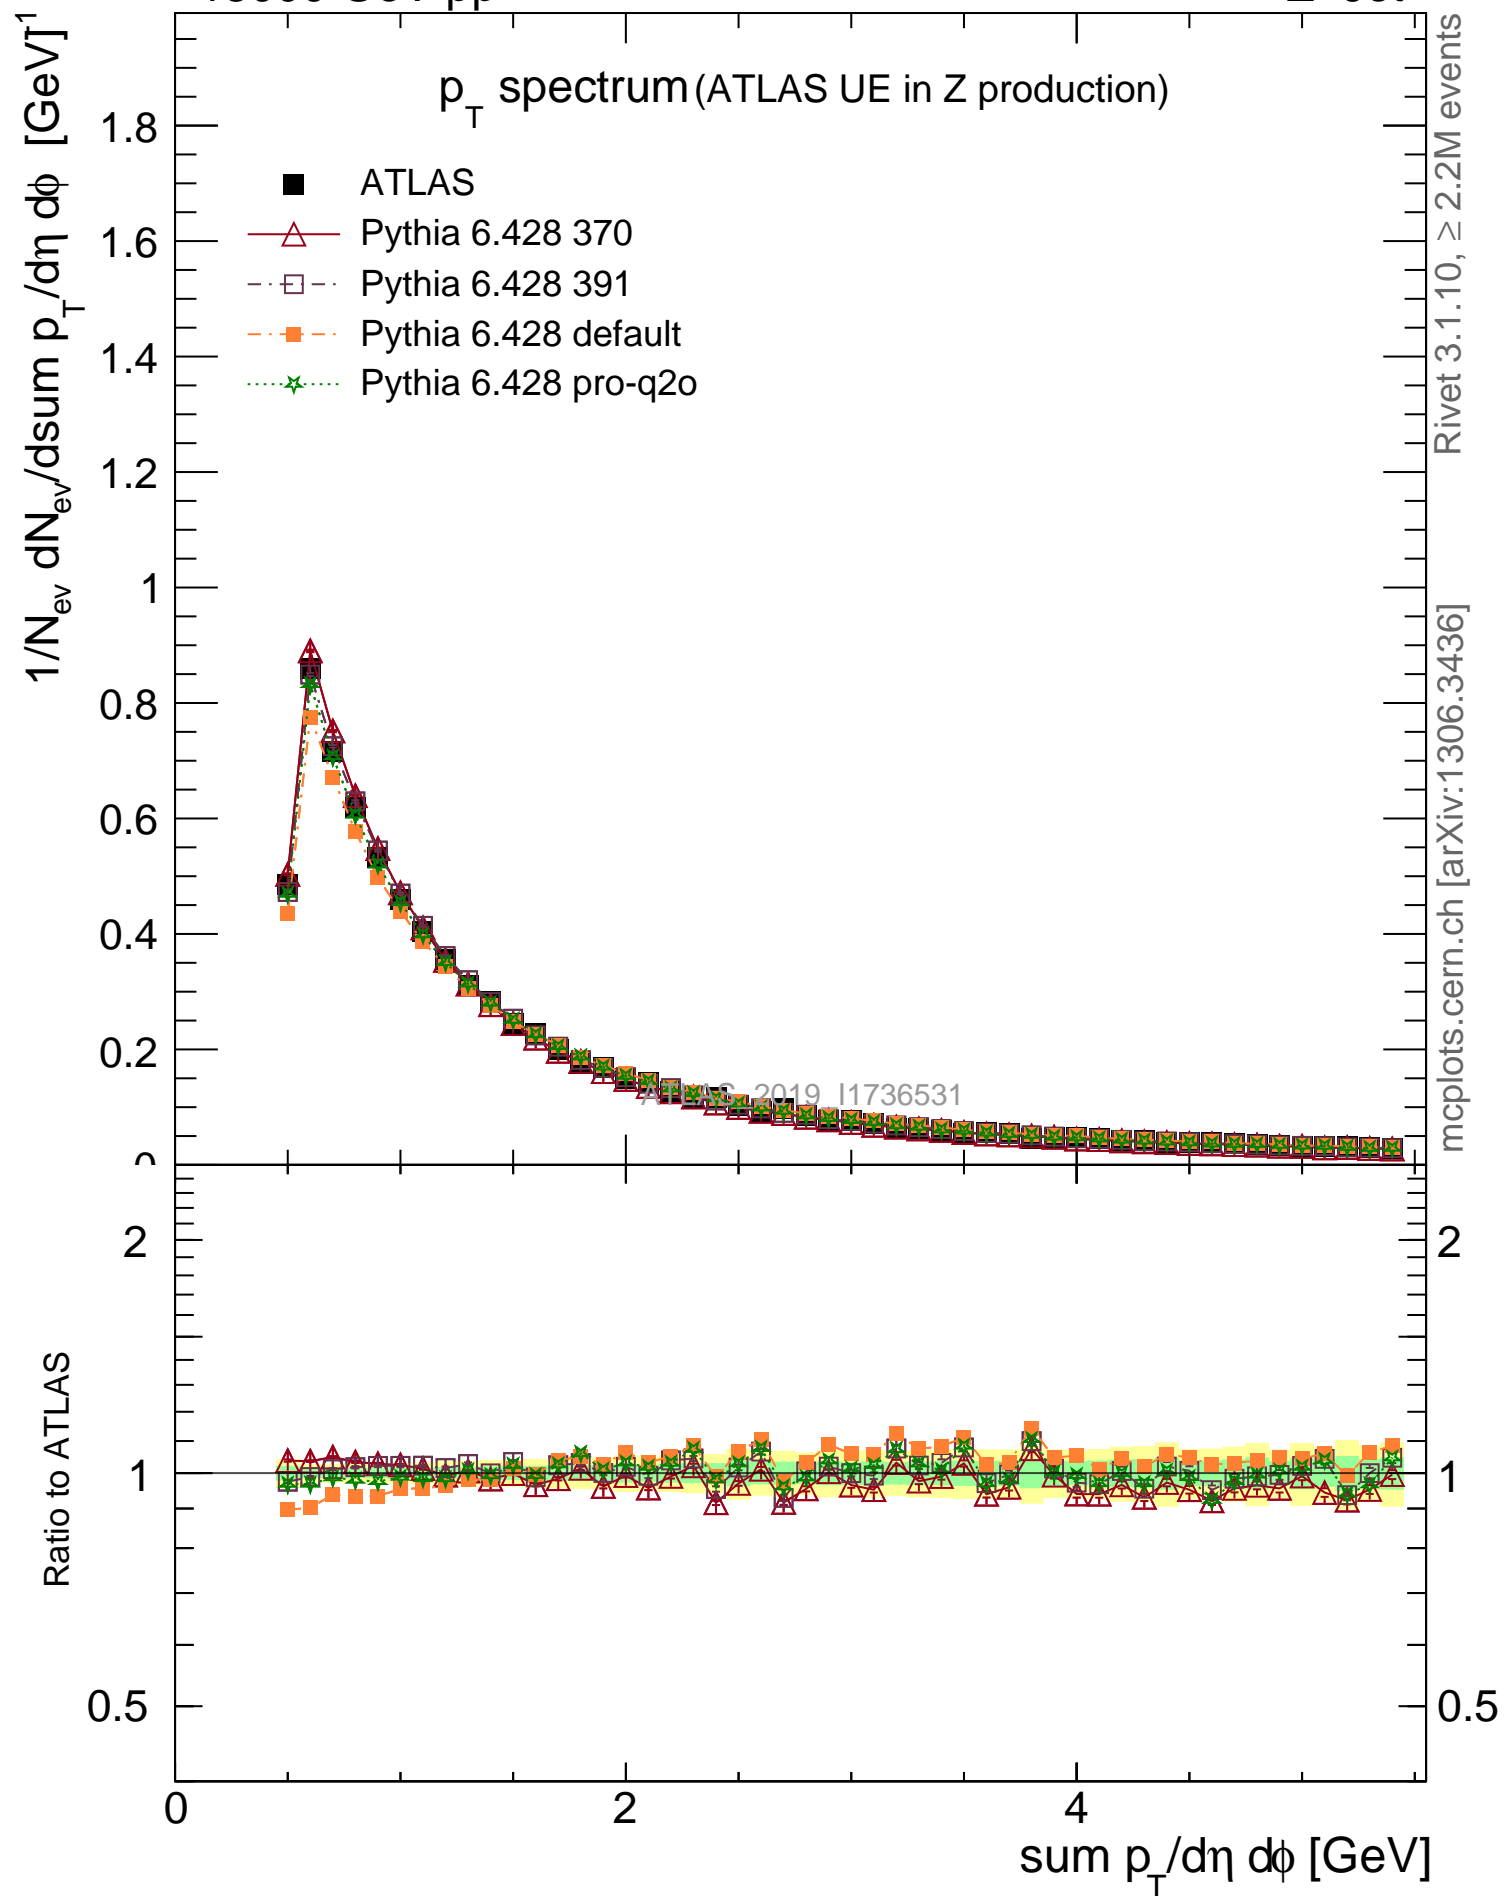 p_T spectrum (ATLAS UE in Z production)
ATLAS
Pythia 6.428 370
Pythia 6.428 391
Pythia 6.428 default
Pythia 6.428 pro-q2o
1/N_ev dN_ev/dsum p_T/dη dφ [GeV]^-1
1.8
1.6
1.4
1.2
1
0.8
0.6
0.4
0.2
0
ATLAS_2019_I1736531
Rivet 3.1.10, ≥ 2.2M events
mcplots.cern.ch [arXiv:1306.3436]
Ratio to ATLAS
2
1
0.5
2
1
0.5
0
2
4
sum p_T/dη dφ [GeV]